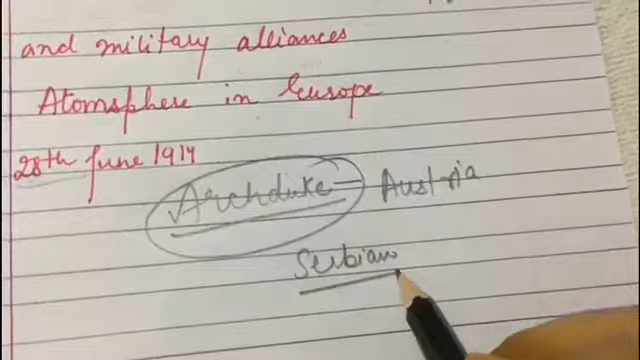 and military alliances
Atomsphere in Europe
28th June 1914
Archduke – Austria
Serbian